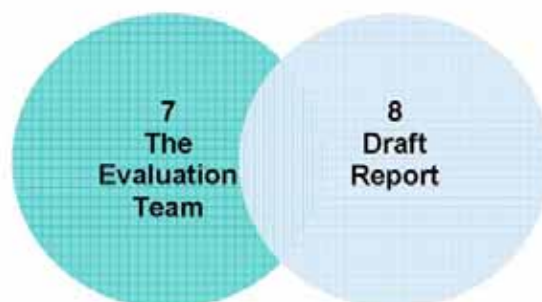 7
The
Evaluation
Team
8
Draft
Report